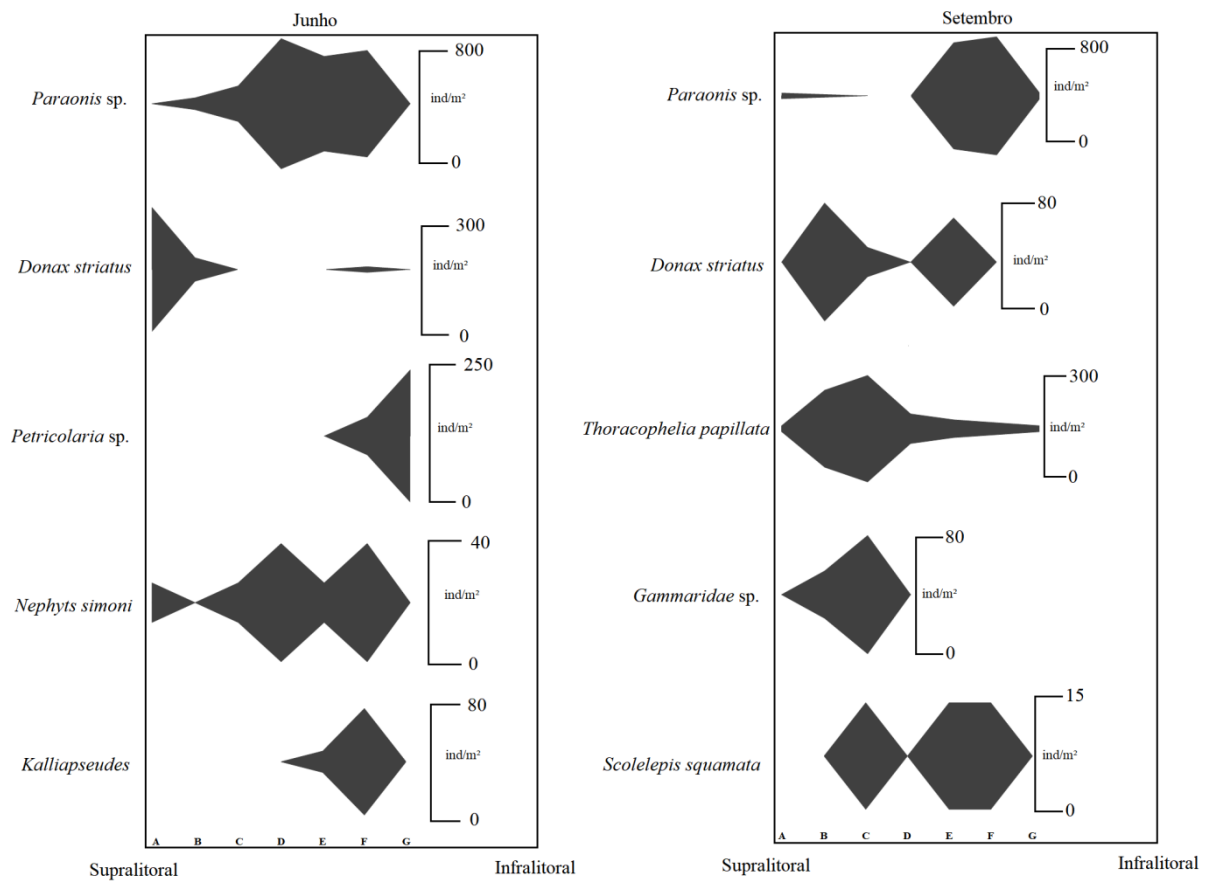 Junho
800
Paraonis sp.
ind/m²
0
300
Donax striatus
ind/m²
0
250
Petricolaria sp.
ind/m²
0
40
Nephyts simoni
ind/m²
0
80
Kalliapseudes
ind/m²
0
A B C D E F G
Supralitoral
Infralitoral
Setembro
800
Paraonis sp.
ind/m²
0
80
Donax striatus
ind/m²
0
300
Thoracophelia papillata
ind/m²
0
80
Gammaridae sp.
ind/m²
0
15
Scolelepis squamata
ind/m²
0
A B C D E F G
Supralitoral
Infralitoral